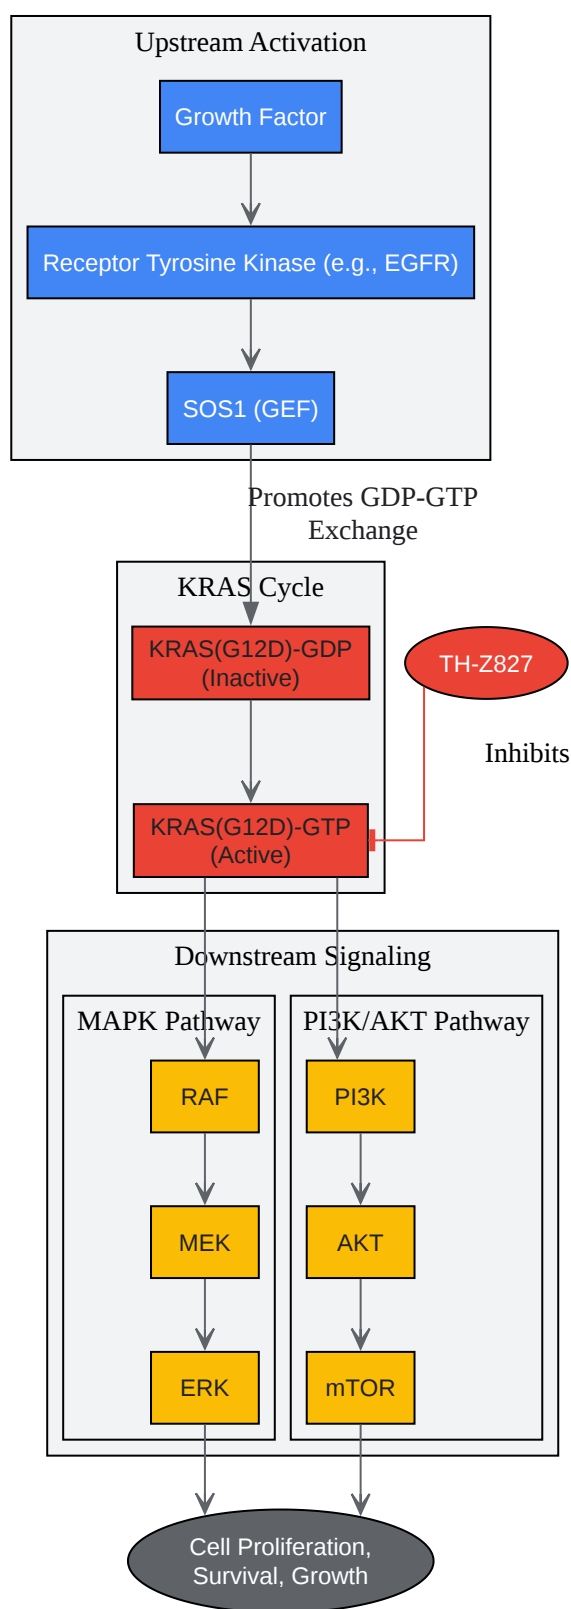 Upstream Activation
Growth Factor
Receptor Tyrosine Kinase (e.g., EGFR)
SOS1 (GEF)
Promotes GDP-GTP
Exchange
KRAS Cycle
KRAS(G12D)-GDP
(Inactive)
TH-Z827
Inhibits
KRAS(G12D)-GTP
(Active)
Downstream Signaling
MAPK Pathway
PI3K/AKT Pathway
RAF
PI3K
MEK
AKT
ERK
mTOR
Cell Proliferation,
Survival, Growth